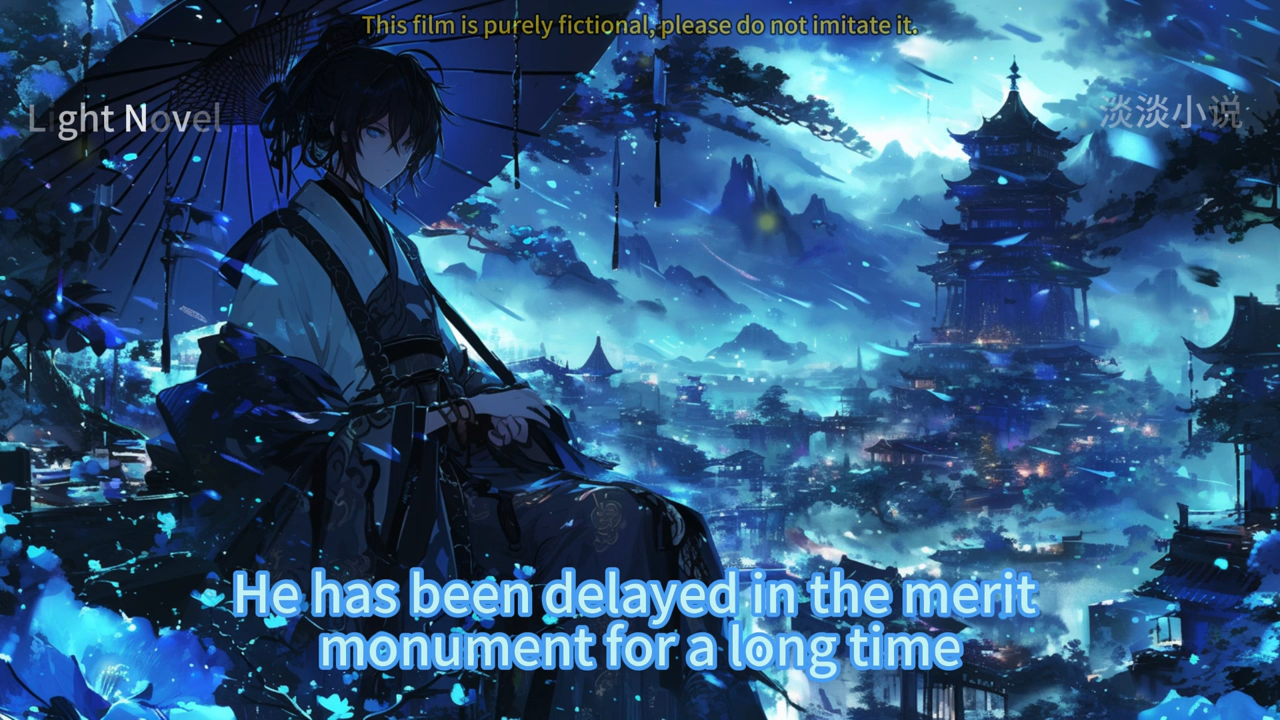 This film is purely fictional, please do not imitate it.
Light Novel
淡淡小说
He has been delayed in the merit
monument for a long time